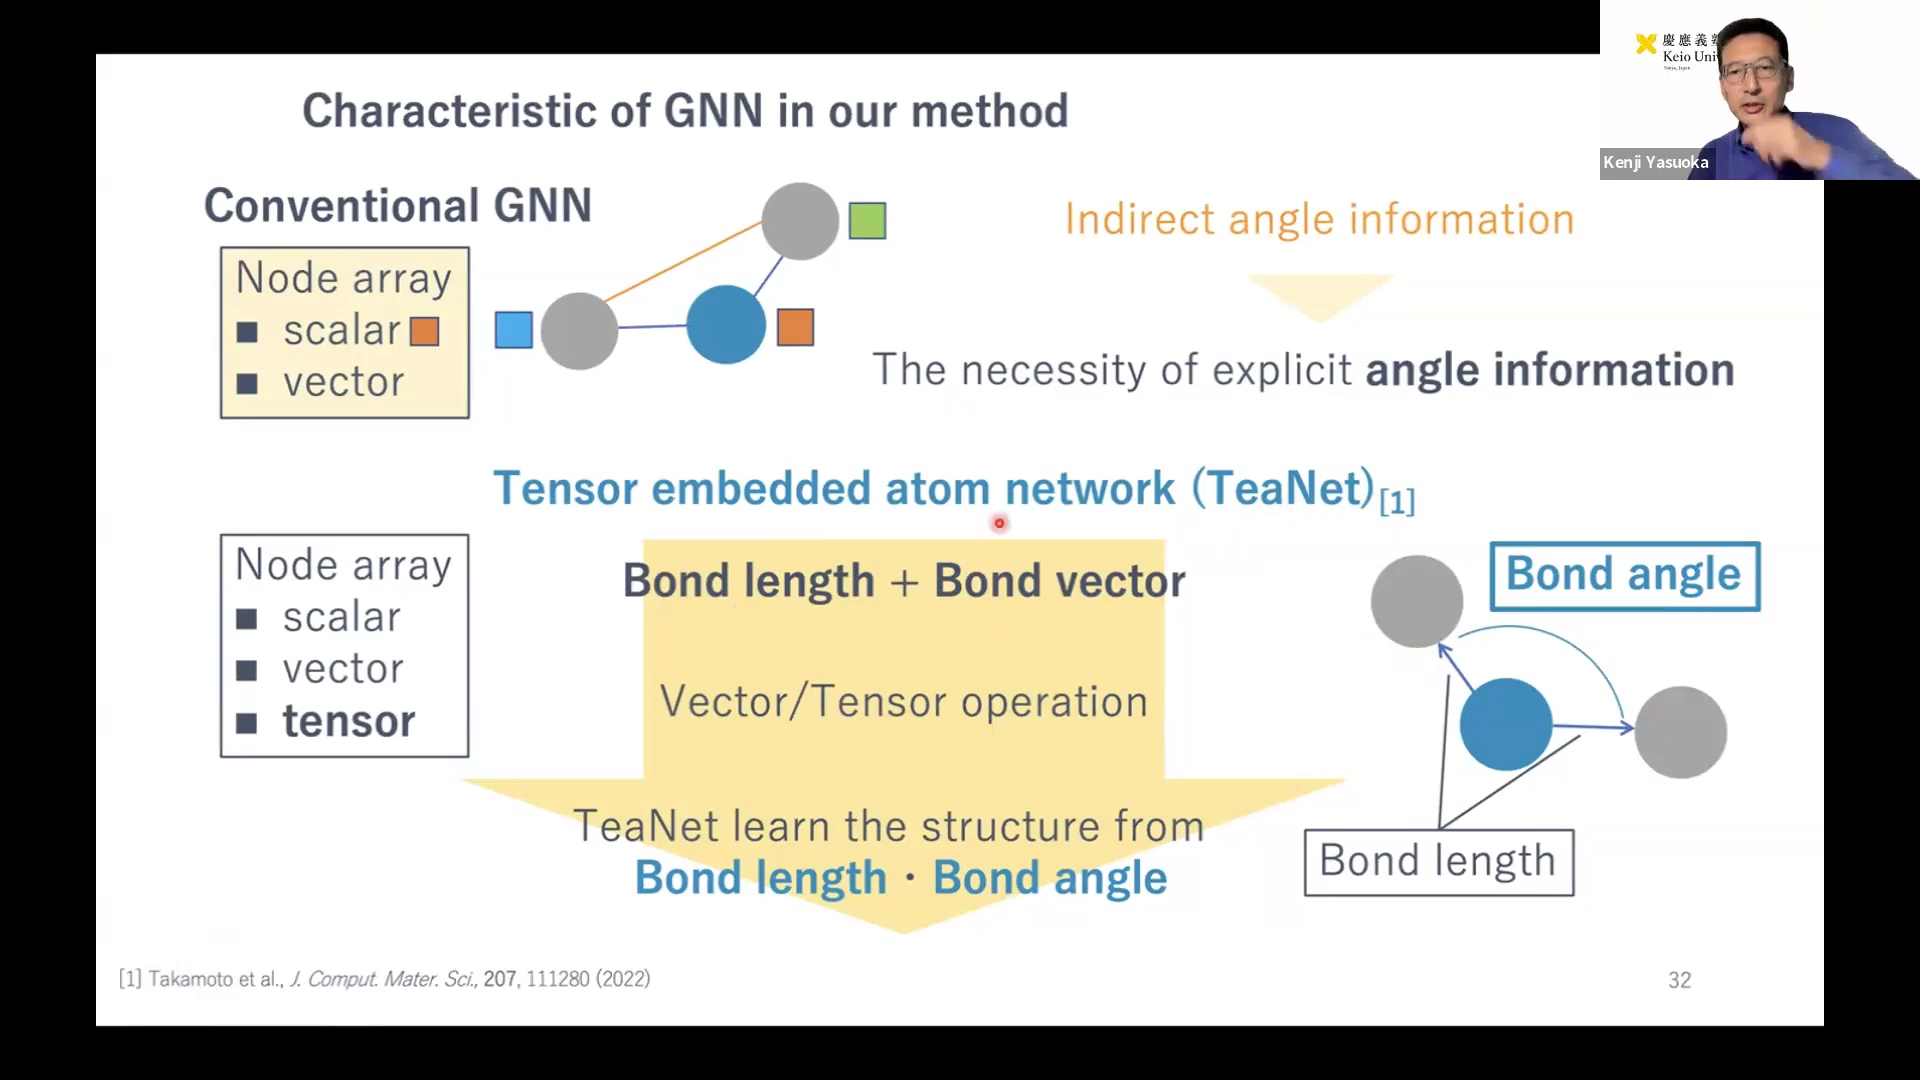 Characteristic of GNN in our method
慶應義塾
Keio Uni
Tokyo, Japan
Kenji Yasuoka
Conventional GNN
Node array
■ scalar
■ vector
Indirect angle information
The necessity of explicit angle information
Tensor embedded atom network (TeaNet)[1]
Node array
■ scalar
■ vector
■ tensor
Bond length + Bond vector
Vector/Tensor operation
TeaNet learn the structure from
Bond length・Bond angle
Bond angle
Bond length
[1] Takamoto et al., J. Comput. Mater. Sci., 207, 111280 (2022)
32